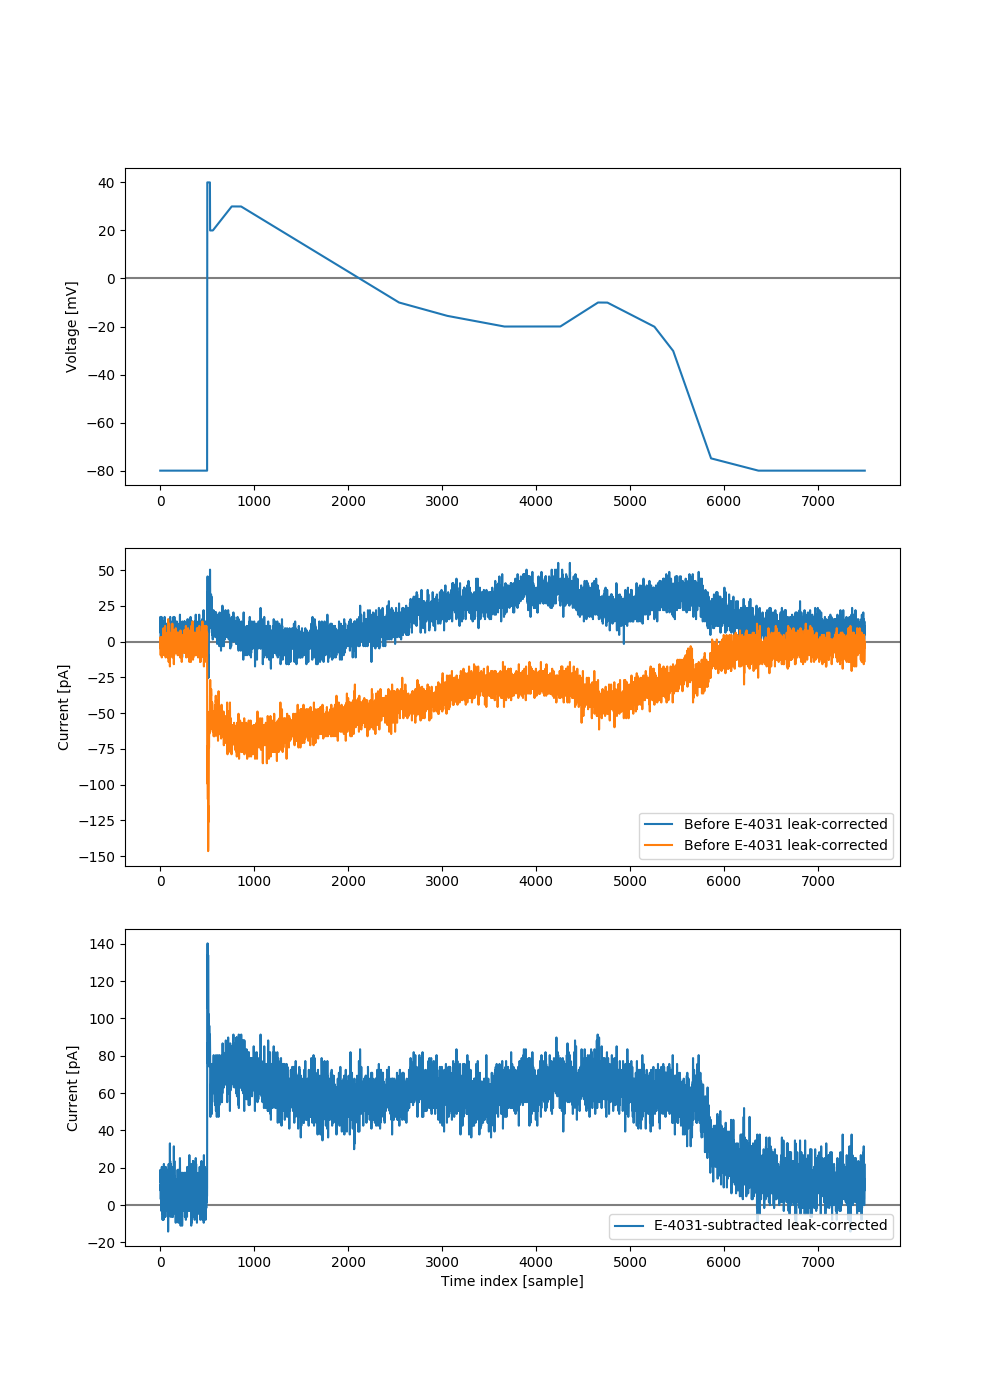 40
20
0
−20
−40
−60
−80
Voltage [mV]
0 1000 2000 3000 4000 5000 6000 7000
50
25
0
−25
−50
−75
−100
−125
−150
Current [pA]
Before E-4031 leak-corrected
Before E-4031 leak-corrected
0 1000 2000 3000 4000 5000 6000 7000
140
120
100
80
60
40
20
0
−20
Current [pA]
E-4031-subtracted leak-corrected
0 1000 2000 3000 4000 5000 6000 7000
Time index [sample]